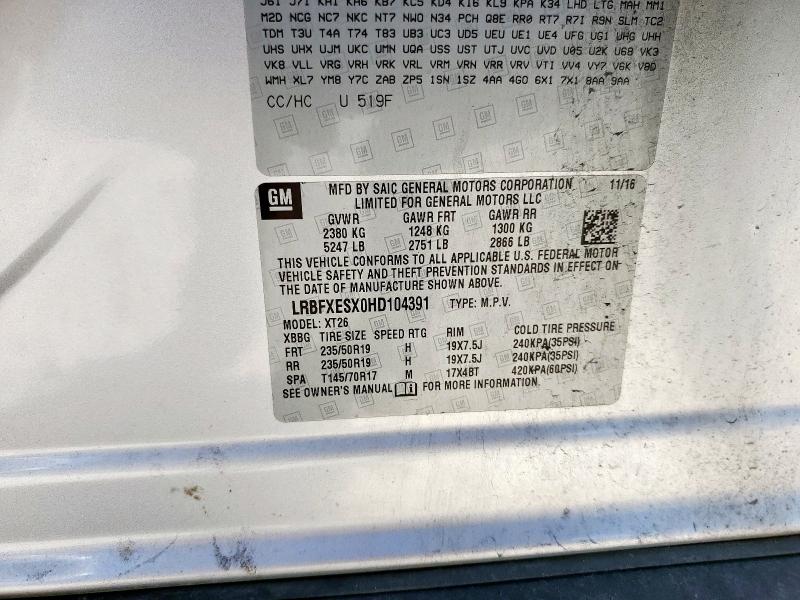 J61 J71 KA1 KA6 KB7 KC5 KD4 K16 KL9 KPA K34 LHD LTG MAH MM1
M2D NCG NC7 NKC NT7 NWO N34 PCH Q8E RR0 RT7 R7I R9N SLM TC2
TDM T3U T4A T74 T83 UB3 UC3 UD5 UEU UE1 UE4 UFG UG1 UHG UHH
UHS UHX UJM UKC UMN UQA USS UST UTJ UVC UVD U05 U2K U68 VK3
VK8 VLL VRG VRH VRK VRL VRM VRN VRR VRV VTI VV4 VY7 V6K V8D
WMH XL7 YM8 Y7C ZAB ZP5 1SN 1SZ 4AA 4GO 6X1 7X1 8AA 9AA
CC/HC U 519F
GM
MFD BY SAIC GENERAL MOTORS CORPORATION 11/16
LIMITED FOR GENERAL MOTORS LLC
GVWR GAWR FRT GAWR RR
2380 KG 1248 KG 1300 KG
5247 LB 2751 LB 2866 LB
THIS VEHICLE CONFORMS TO ALL APPLICABLE U.S. FEDERAL MOTOR
VEHICLE SAFETY AND THEFT PREVENTION STANDARDS IN EFFECT ON
THE DATE OF MANUFACTURE SHOWN ABOVE.
LRBFXESX0HD104391 TYPE: M.P.V.
MODEL: XT26
XBBG TIRE SIZE SPEED RTG RIM COLD TIRE PRESSURE
FRT 235/50R19 H 19X7.5J 240KPA(35PSI)
RR 235/50R19 H 19X7.5J 240KPA(35PSI)
SPA T145/70R17 M 17X4BT 420KPA(60PSI)
SEE OWNER'S MANUAL FOR MORE INFORMATION